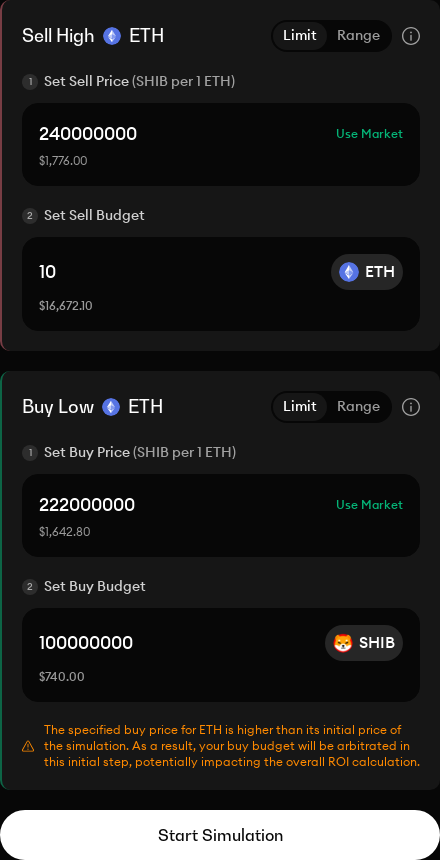 Sell High ETH Limit Range
1 Set Sell Price (SHIB per 1 ETH)
240000000 Use Market
$1,776.00
2 Set Sell Budget
10 ETH
$16,672.10
Buy Low ETH Limit Range
1 Set Buy Price (SHIB per 1 ETH)
222000000 Use Market
$1,642.80
2 Set Buy Budget
100000000 SHIB
$740.00
The specified buy price for ETH is higher than its initial price of
the simulation. As a result, your buy budget will be arbitrated in
this initial step, potentially impacting the overall ROI calculation.
Start Simulation